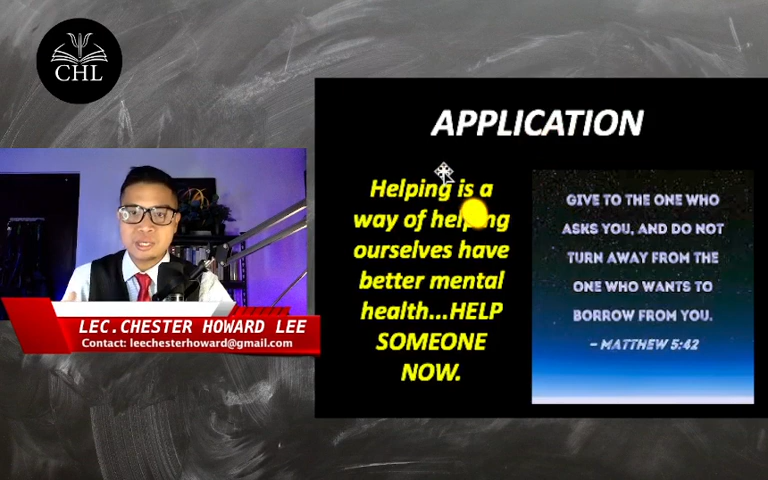 CHL
APPLICATION
Helping is a
way of helping
ourselves have
better mental
health...HELP
SOMEONE
NOW.
GIVE TO THE ONE WHO
ASKS YOU, AND DO NOT
TURN AWAY FROM THE
ONE WHO WANTS TO
BORROW FROM YOU.
- MATTHEW 5:42
LEC.CHESTER HOWARD LEE
Contact: leechesterhoward@gmail.com